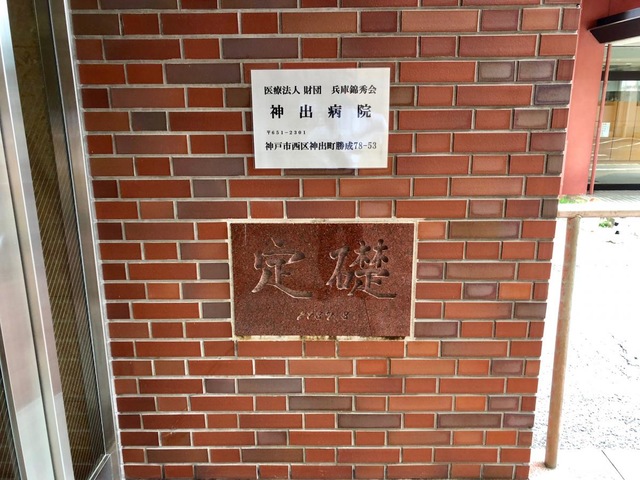 医療法人 財団　兵庫錦秀会
神出病院
〒651-2301
神戸市西区神出町勝成78-53
定礎